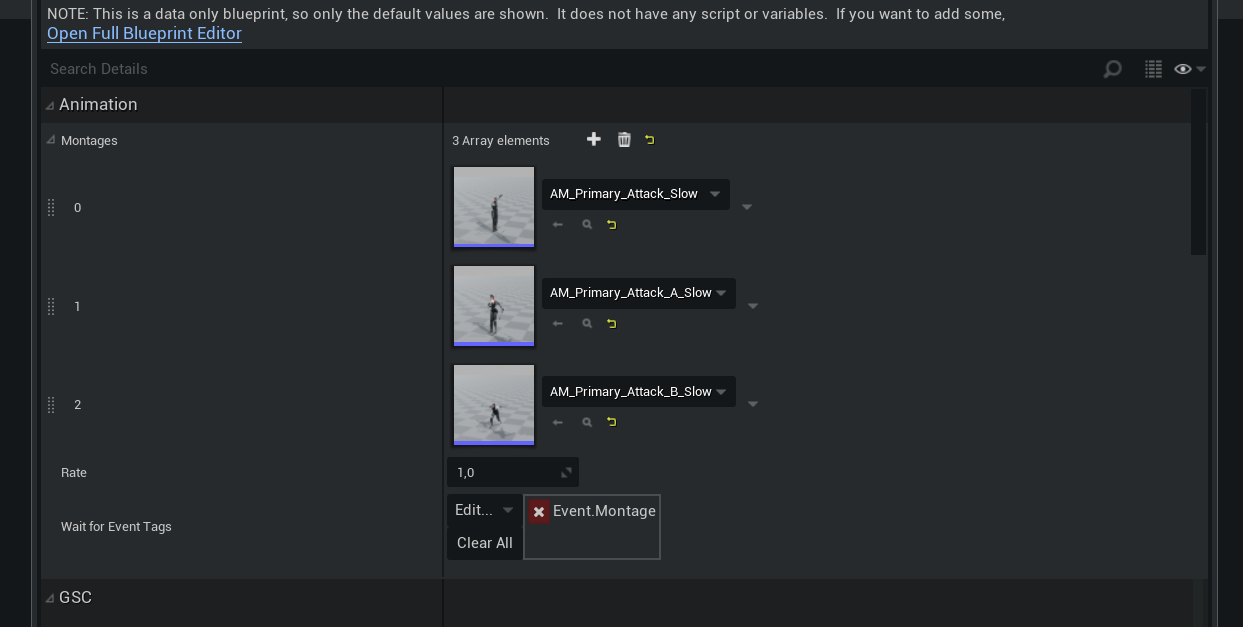 NOTE: This is a data only blueprint, so only the default values are shown.  It does not have any script or variables.  If you want to add some,
Open Full Blueprint Editor
Search Details
Animation
Montages
3 Array elements
0
AM_Primary_Attack_Slow
1
AM_Primary_Attack_A_Slow
2
AM_Primary_Attack_B_Slow
Rate
1,0
Wait for Event Tags
Edit...
Event.Montage
Clear All
GSC